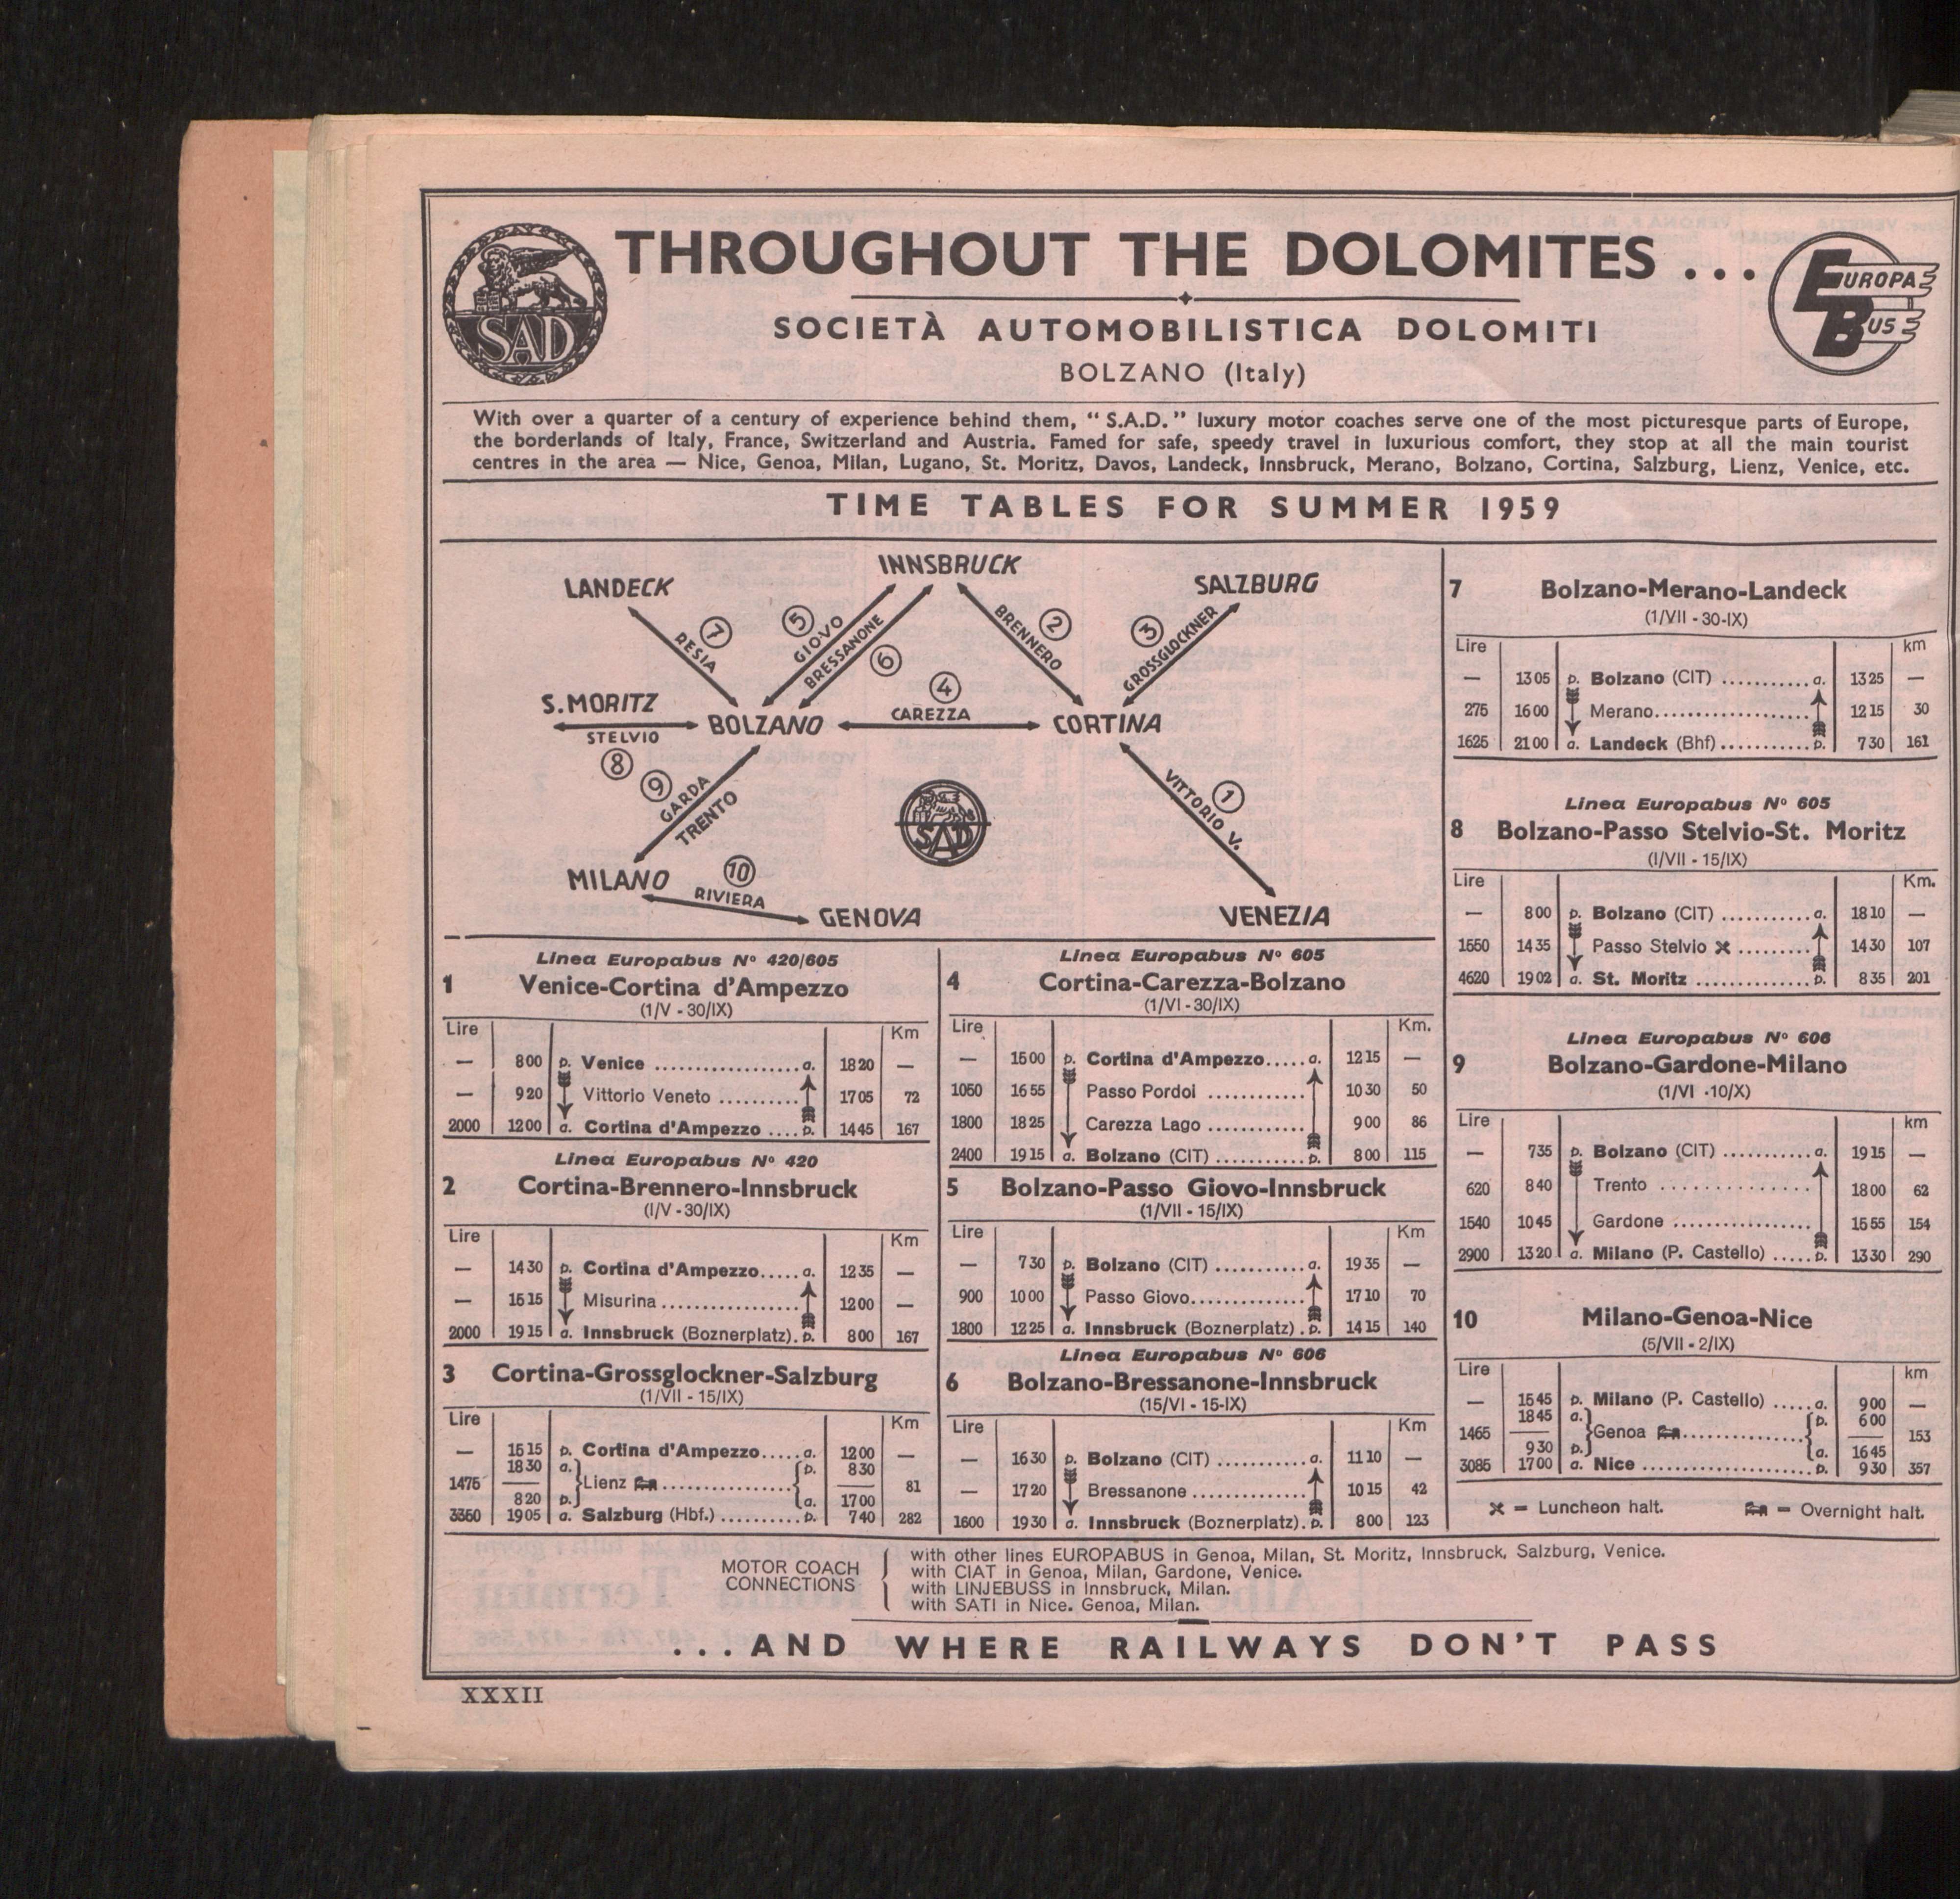 THROUGHOUT THE DOLOMITES ...
SAD
EUROPA BUS
SOCIETÀ AUTOMOBILISTICA DOLOMITI
BOLZANO (Italy)
With over a quarter of a century of experience behind them, " S.A.D. " luxury motor coaches serve one of the most picturesque parts of Europe,
the borderlands of Italy, France, Switzerland and Austria. Famed for safe, speedy travel in luxurious comfort, they stop at all the main tourist
centres in the area — Nice, Genoa, Milan, Lugano, St. Moritz, Davos, Landeck, Innsbruck, Merano, Bolzano, Cortina, Salzburg, Lienz, Venice, etc.
TIME TABLES FOR SUMMER 1959
INNSBRUCK
LANDECK
SALZBURG
7 RESIA
5 GIOVO
BRESSANONE 6
2 BRENNERO
3 GROSSGLOCKNER
S. MORITZ
STELVIO
8
BOLZANO
4
CAREZZA
CORTINA
9 GARDA
TRENTO
SAD
1
VITTORIO V.
MILANO
10
RIVIERA
GENOVA
VENEZIA
Linea Europabus Nº 420/605
1 Venice-Cortina d'Ampezzo
(1/V - 30/IX)
Lire Km
— 8 00 p. Venice .................. a. 18 20 —
— 9 20 Vittorio Veneto .......... 17 05 72
2000 12 00 a. Cortina d'Ampezzo .... p. 14 45 167
Linea Europabus Nº 420
2 Cortina-Brennero-Innsbruck
(I/V - 30/IX)
Lire Km
— 14 30 p. Cortina d'Ampezzo..... a. 12 35 —
— 15 15 Misurina .................. 12 00 —
2000 19 15 a. Innsbruck (Boznerplatz). p. 8 00 167
3 Cortina-Grossglockner-Salzburg
(1/VII - 15/IX)
Lire Km
— 15 15 p. Cortina d'Ampezzo..... a. 12 00 —
18 30 a. p. 8 30
1475 Lienz ................ 81
8 20 p. a. 17 00
3360 19 05 a. Salzburg (Hbf.) .......... p. 7 40 282
Linea Europabus Nº 605
4 Cortina-Carezza-Bolzano
(1/VI - 30/IX)
Lire Km.
— 15 00 p. Cortina d'Ampezzo..... a. 12 15 —
1050 16 55 Passo Pordoi ............ 10 30 50
1800 18 25 Carezza Lago ............ 9 00 86
2400 19 15 a. Bolzano (CIT) ........... p. 8 00 115
5 Bolzano-Passo Giovo-Innsbruck
(1/VII - 15/IX)
Lire Km
— 7 30 p. Bolzano (CIT) ........... a. 19 35 —
900 10 00 Passo Giovo.............. 17 10 70
1800 12 25 a. Innsbruck (Boznerplatz) . p. 14 15 140
Linea Europabus Nº 606
6 Bolzano-Bressanone-Innsbruck
(15/VI - 15-IX)
Lire Km
— 16 30 p. Bolzano (CIT) ........... a. 11 10 —
— 17 20 Bressanone .............. 10 15 42
1600 19 30 a. Innsbruck (Boznerplatz). p. 8 00 123
7 Bolzano-Merano-Landeck
(1/VII - 30-IX)
Lire km
— 13 05 p. Bolzano (CIT) ........... a. 13 25 —
275 16 00 Merano................... 12 15 30
1625 21 00 a. Landeck (Bhf) ........... p. 7 30 161
Linea Europabus Nº 605
8 Bolzano-Passo Stelvio-St. Moritz
(I/VII - 15/IX)
Lire Km.
— 8 00 p. Bolzano (CIT) ........... a. 18 10 —
1550 14 35 Passo Stelvio ......... 14 30 107
4620 19 02 a. St. Moritz .............. p. 8 35 201
Linea Europabus Nº 606
9 Bolzano-Gardone-Milano
(1/VI -10/X)
Lire km
— 7 35 p. Bolzano (CIT) ........... a. 19 15 —
620 8 40 Trento ............... 18 00 62
1540 10 45 Gardone ................ 15 55 154
2900 13 20 a. Milano (P. Castello) ..... p. 13 30 290
10 Milano-Genoa-Nice
(5/VII - 2/IX)
Lire km
— 15 45 p. Milano (P. Castello) ..... a. 9 00 —
18 45 a. p. 6 00
1465 Genoa ............... 153
9 30 p. a. 16 45
3085 17 00 a. Nice ..................... p. 9 30 357
= Luncheon halt. = Overnight halt.
MOTOR COACH CONNECTIONS
with other lines EUROPABUS in Genoa, Milan, St. Moritz, Innsbruck, Salzburg, Venice.
with CIAT in Genoa, Milan, Gardone, Venice.
with LINJEBUSS in Innsbruck, Milan.
with SATI in Nice. Genoa, Milan.
...AND WHERE RAILWAYS DON'T PASS
XXXII